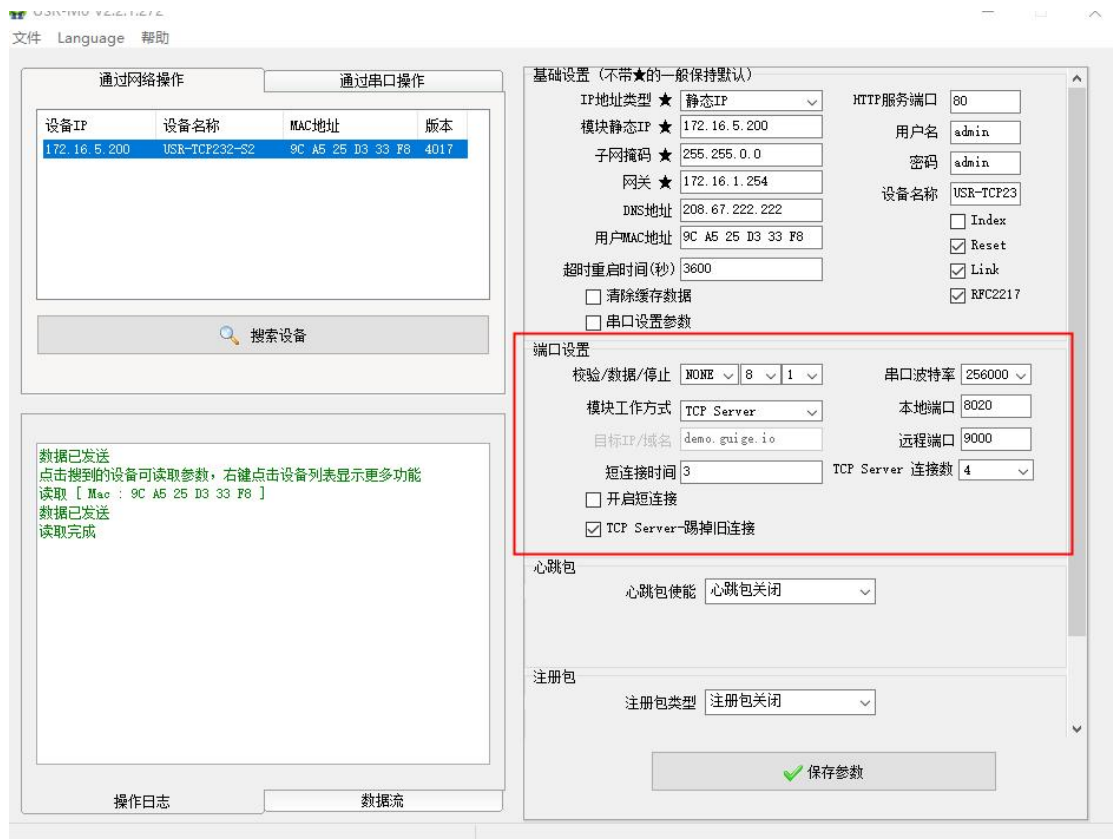 USR-M0 V2.2.1.272
文件 Language 帮助
通过网络操作 通过串口操作
设备IP 设备名称 MAC地址 版本
172.16.5.200 USR-TCP232-S2 9C A5 25 D3 33 F8 4017
搜索设备
数据已发送
点击搜到的设备可读取参数，右键点击设备列表显示更多功能
读取 [ Mac : 9C A5 25 D3 33 F8 ]
数据已发送
读取完成
操作日志 数据流
基础设置 (不带★的一般保持默认)
IP地址类型 ★ 静态IP HTTP服务端口 80
模块静态IP ★ 172.16.5.200 用户名 admin
子网掩码 ★ 255.255.0.0 密码 admin
网关 ★ 172.16.1.254 设备名称 USR-TCP23
DNS地址 208.67.222.222 Index
用户MAC地址 9C A5 25 D3 33 F8 Reset
超时重启时间(秒) 3600 Link
清除缓存数据 RFC2217
串口设置参数
端口设置
校验/数据/停止 NONE 8 1 串口波特率 256000
模块工作方式 TCP Server 本地端口 8020
目标IP/域名 demo.guige.io 远程端口 9000
短连接时间 3 TCP Server 连接数 4
开启短连接
TCP Server-踢掉旧连接
心跳包
心跳包使能 心跳包关闭
注册包
注册包类型 注册包关闭
保存参数